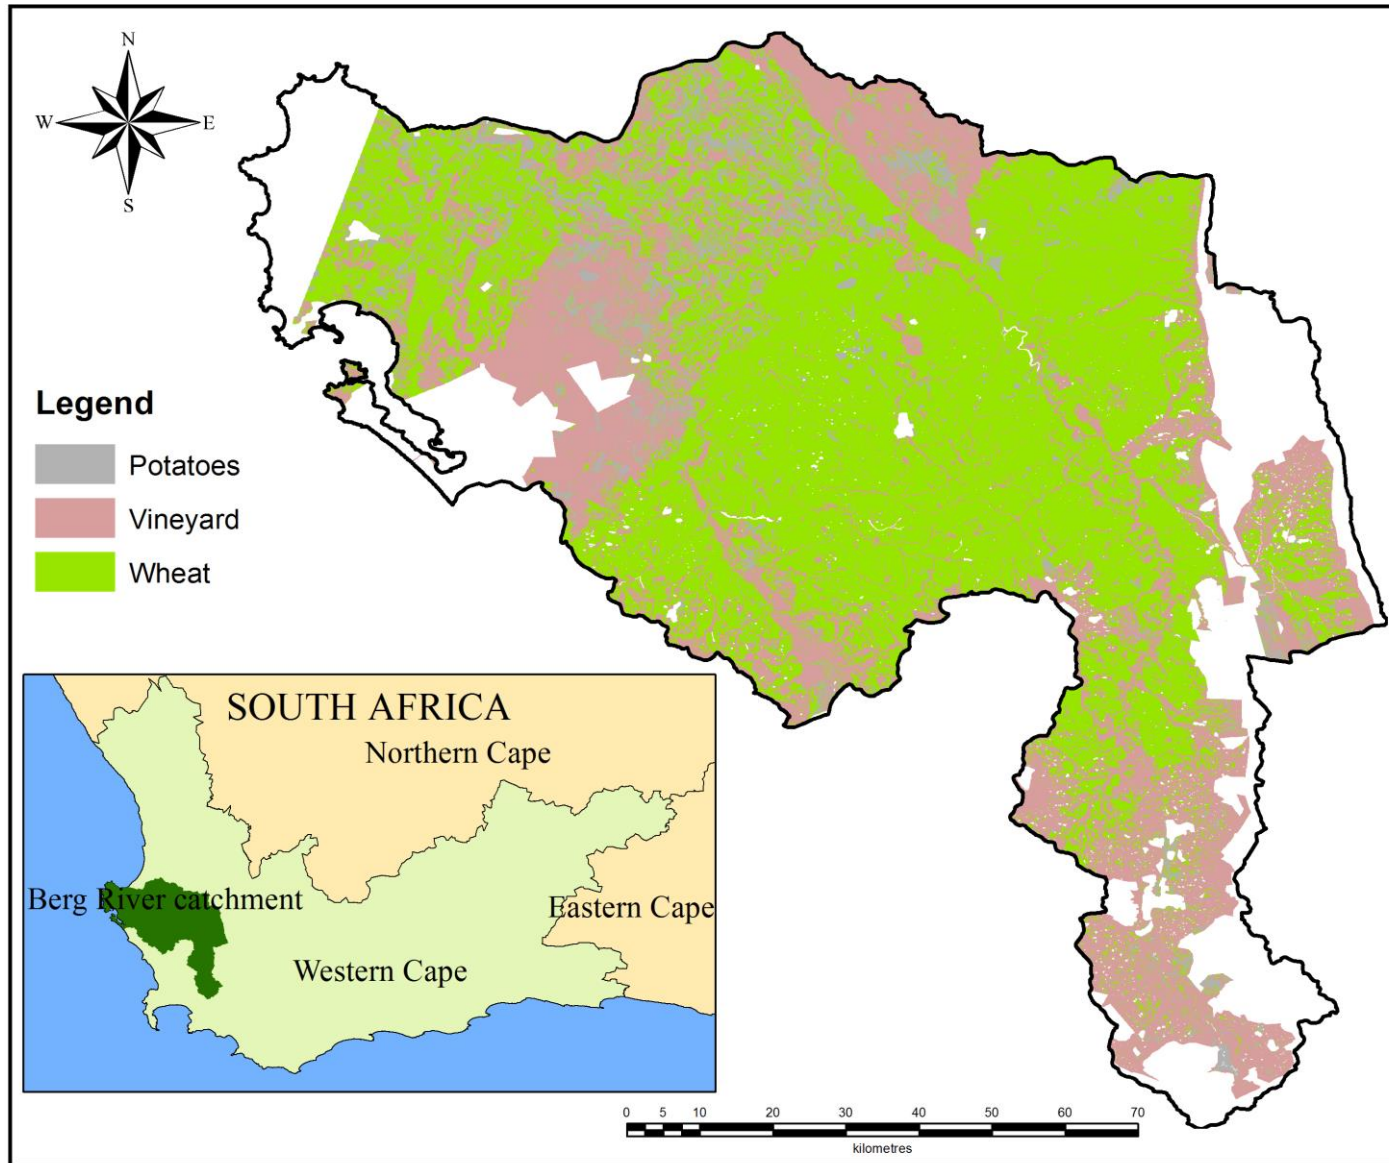 N
W E
S
Legend
Potatoes
Vineyard
Wheat
SOUTH AFRICA
Northern Cape
Berg River catchment
Eastern Cape
Western Cape
0 5 10 20 30 40 50 60 70
kilometres